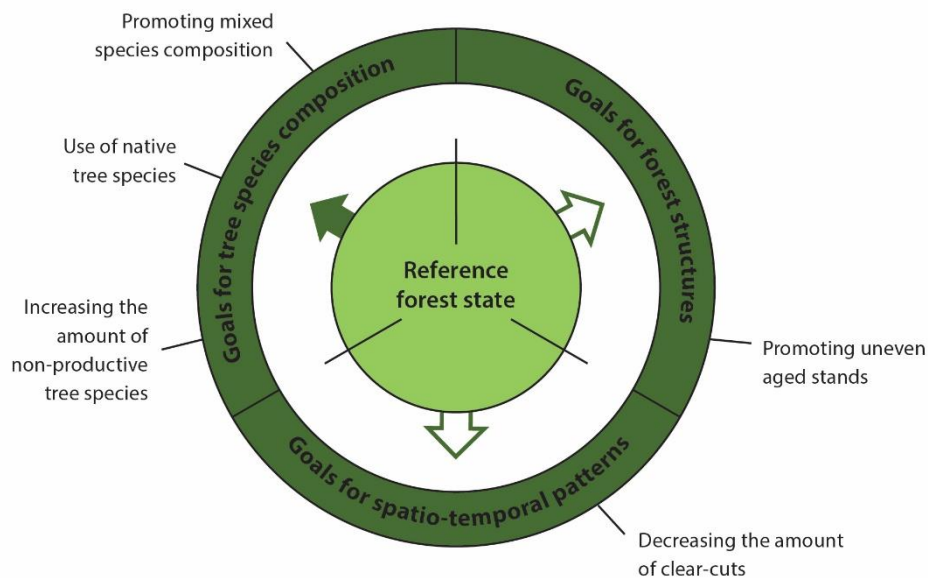 Promoting mixed
species composition
Use of native
tree species
Increasing the
amount of
non-productive
tree species
Goals for tree species composition
Goals for forest structures
Goals for spatio-temporal patterns
Reference
forest state
Promoting uneven
aged stands
Decreasing the amount
of clear-cuts